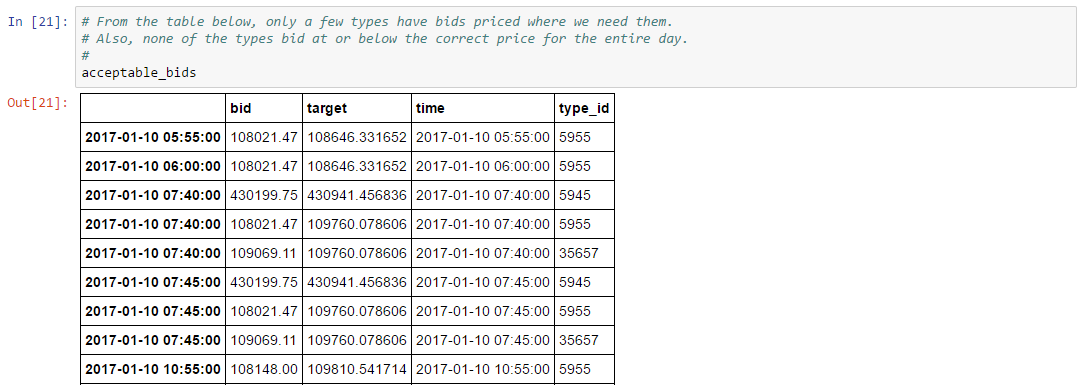 In [21]: # From the table below, only a few types have bids priced where we need them.
# Also, none of the types bid at or below the correct price for the entire day.
#
acceptable_bids
Out[21]:
bid target time type_id
2017-01-10 05:55:00 108021.47 108646.331652 2017-01-10 05:55:00 5955
2017-01-10 06:00:00 108021.47 108646.331652 2017-01-10 06:00:00 5955
2017-01-10 07:40:00 430199.75 430941.456836 2017-01-10 07:40:00 5945
2017-01-10 07:40:00 108021.47 109760.078606 2017-01-10 07:40:00 5955
2017-01-10 07:40:00 109069.11 109760.078606 2017-01-10 07:40:00 35657
2017-01-10 07:45:00 430199.75 430941.456836 2017-01-10 07:45:00 5945
2017-01-10 07:45:00 108021.47 109760.078606 2017-01-10 07:45:00 5955
2017-01-10 07:45:00 109069.11 109760.078606 2017-01-10 07:45:00 35657
2017-01-10 10:55:00 108148.00 109810.541714 2017-01-10 10:55:00 5955